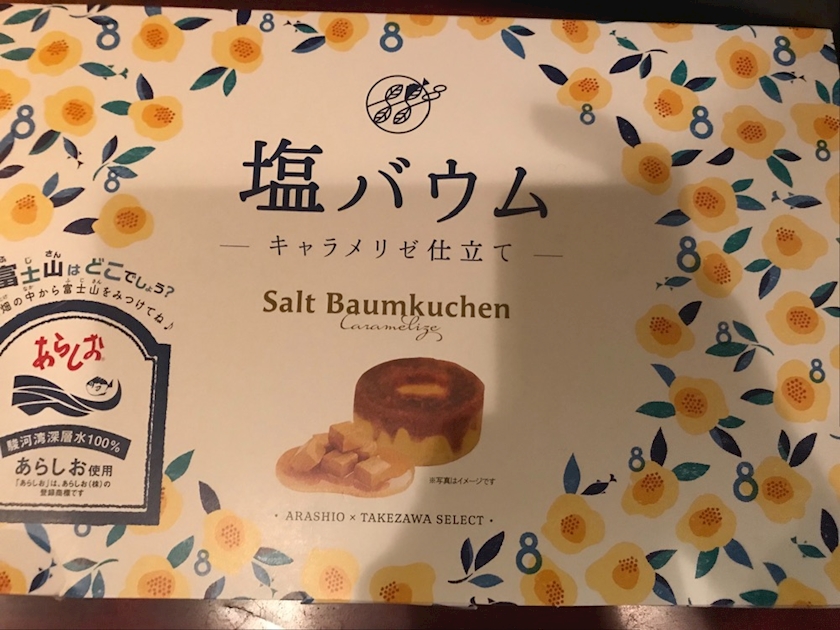 塩バウム
キャラメリゼ仕立て
Salt Baumkuchen
Caramelize
富士山はどこでしょう?
畑の中から富士山をみつけてね♪
あらしお
駿河湾深層水100%
あらしお使用
「あらしお」は、あらしお(株)の
登録商標です
※写真はイメージです
・ARASHIO × TAKEZAWA SELECT・